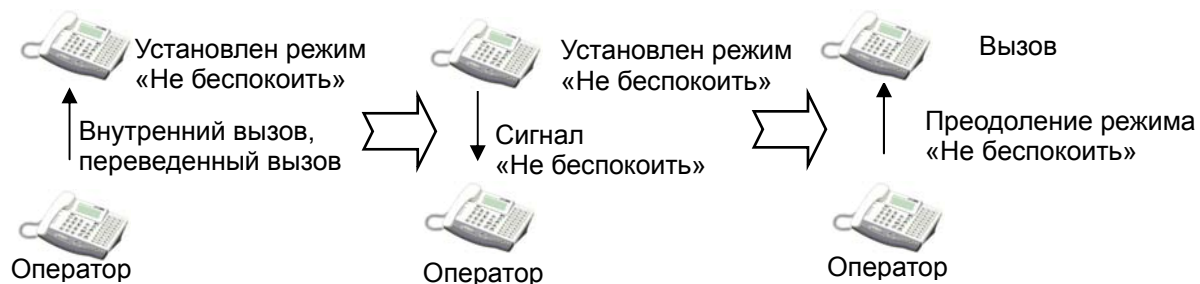 Установлен режим
«Не беспокоить»
Внутренний вызов,
переведенный вызов
Оператор
Установлен режим
«Не беспокоить»
Сигнал
«Не беспокоить»
Оператор
Вызов
Преодоление режима
«Не беспокоить»
Оператор